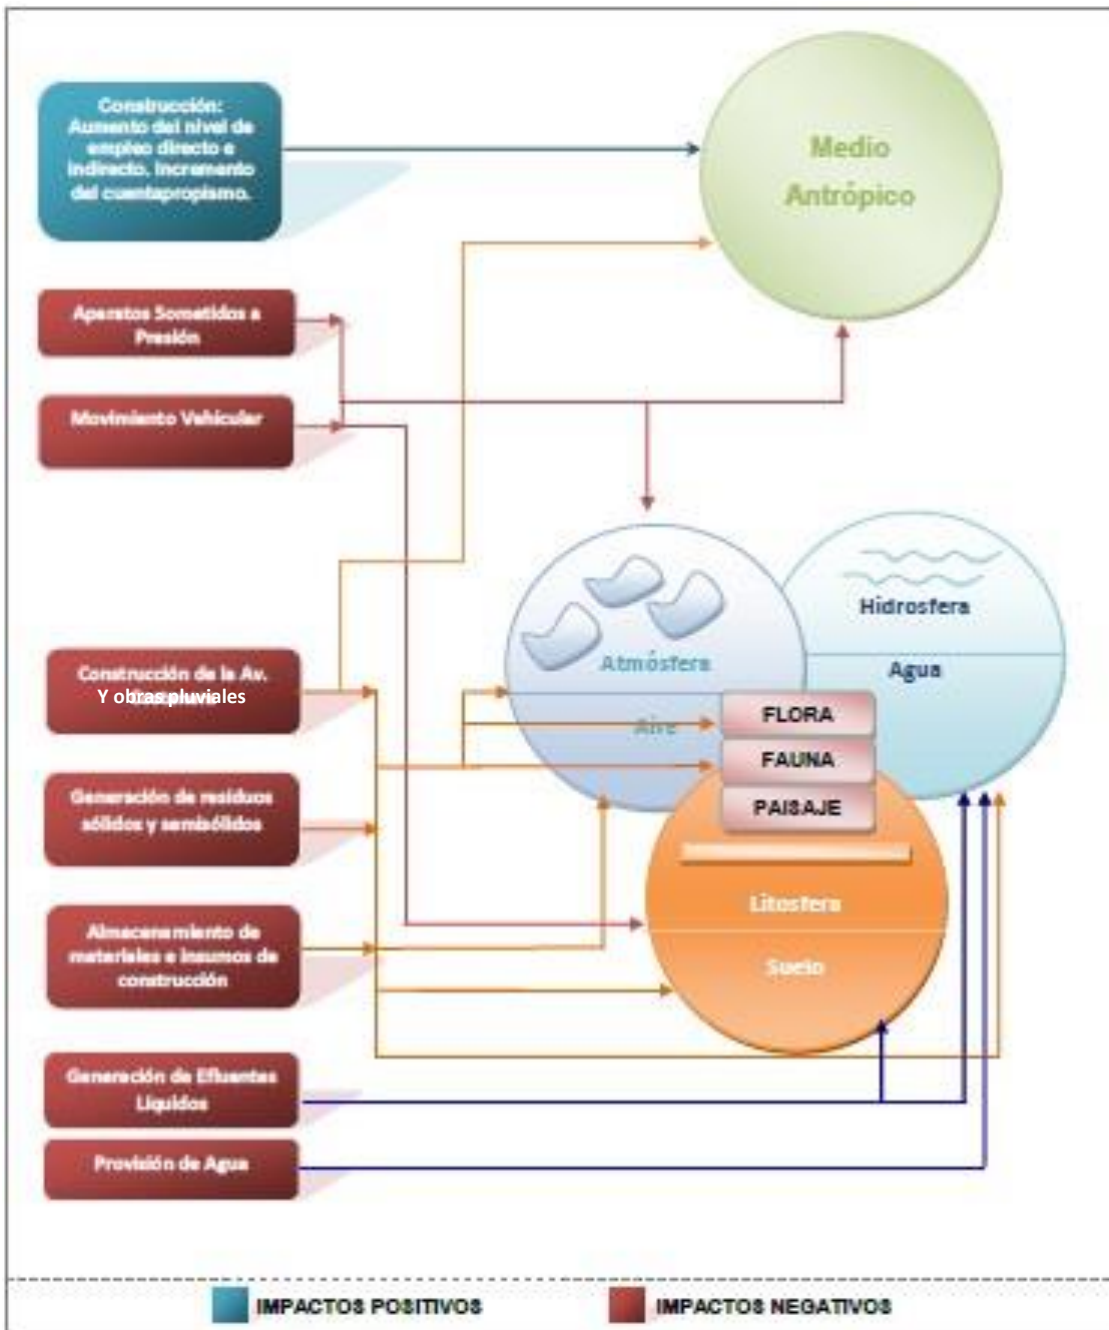 Construcción:
Aumento del nivel de
empleo directo e
indirecto. Incremento
del cuentapropismo.
Medio
Antrópico
Aparatos Sometidos a
Presión
Movimiento Vehicular
Hidrosfera
Agua
Atmósfera
Aire
Construcción de la Av.
Y obras pluviales
FLORA
FAUNA
PAISAJE
Generación de residuos
sólidos y semisólidos
Litosfera
Suelo
Almacenamiento de
materiales e insumos de
construcción
Generación de Efluentes
Líquidos
Provisión de Agua
IMPACTOS POSITIVOS
IMPACTOS NEGATIVOS